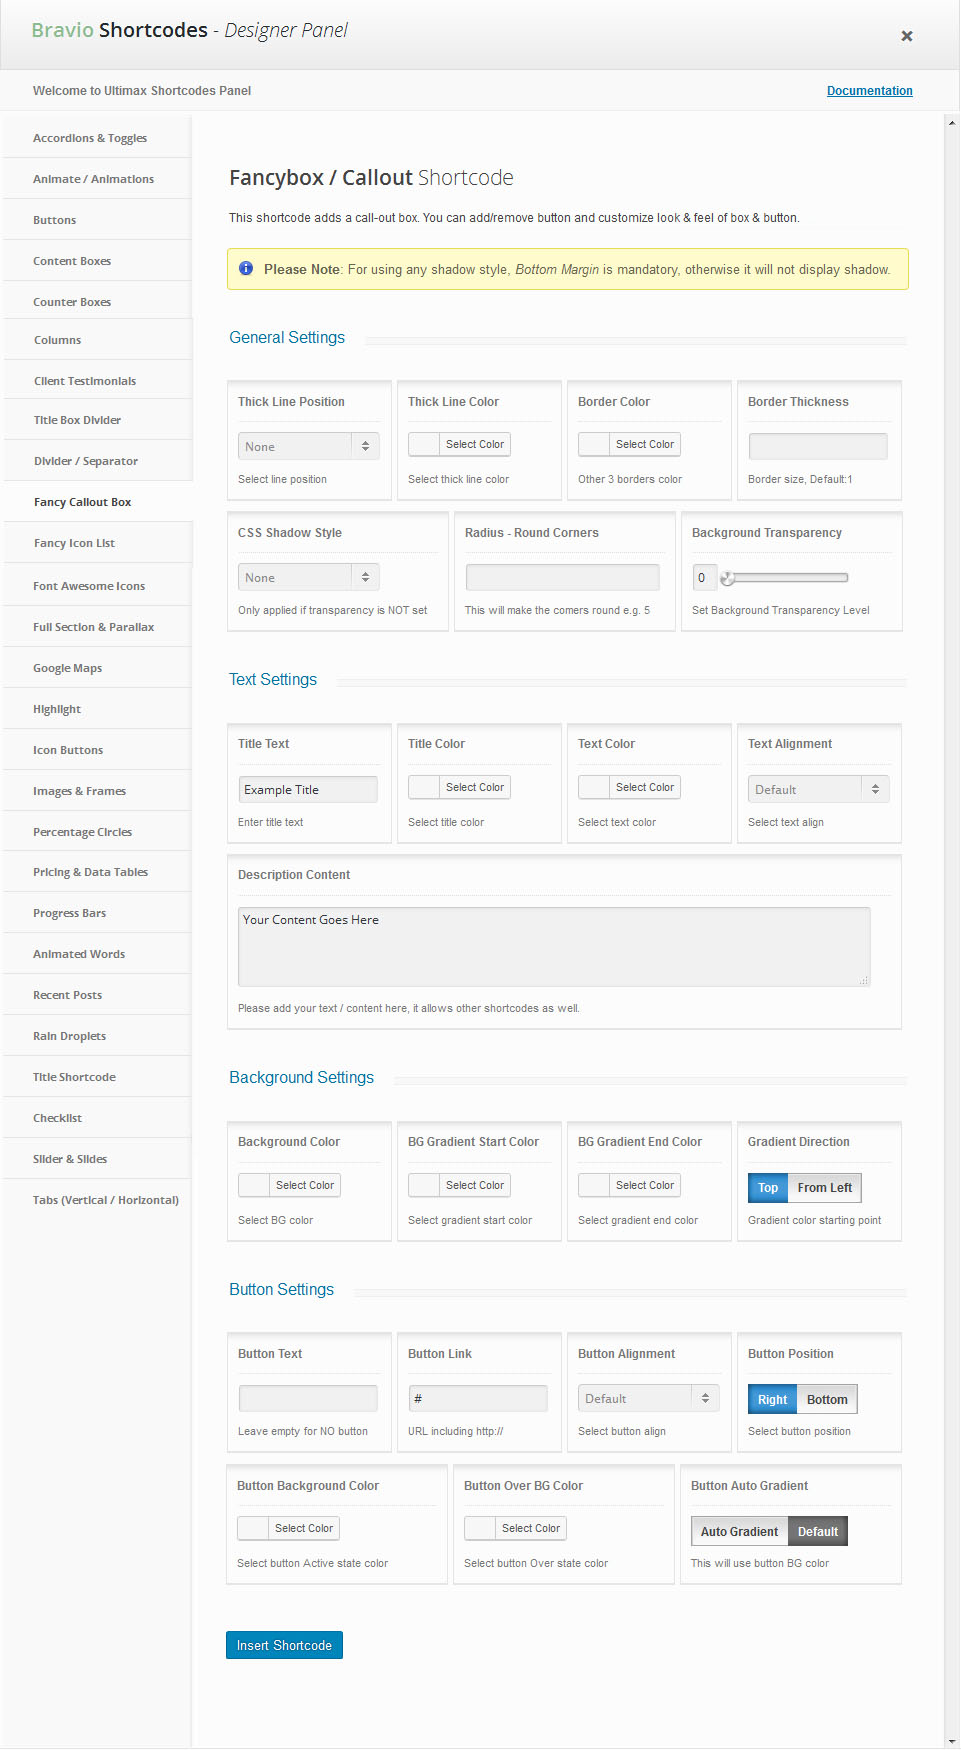 Bravio Shortcodes - Designer Panel
Welcome to Ultimax Shortcodes Panel
Documentation
Accordions & Toggles
Animate / Animations
Buttons
Content Boxes
Counter Boxes
Columns
Client Testimonials
Title Box Divider
Divider / Separator
Fancy Callout Box
Fancy Icon List
Font Awesome Icons
Full Section & Parallax
Google Maps
Highlight
Icon Buttons
Images & Frames
Percentage Circles
Pricing & Data Tables
Progress Bars
Animated Words
Recent Posts
Rain Droplets
Title Shortcode
Checklist
Slider & Slides
Tabs (Vertical / Horizontal)
Fancybox / Callout Shortcode
This shortcode adds a call-out box. You can add/remove button and customize look & feel of box & button.
Please Note: For using any shadow style, Bottom Margin is mandatory, otherwise it will not display shadow.
General Settings
Thick Line Position
None
Select line position
Thick Line Color
Select Color
Select thick line color
Border Color
Select Color
Other 3 borders color
Border Thickness
Border size, Default:1
CSS Shadow Style
None
Only applied if transparency is NOT set
Radius - Round Corners
This will make the corners round e.g. 5
Background Transparency
0
Set Background Transparency Level
Text Settings
Title Text
Example Title
Enter title text
Title Color
Select Color
Select title color
Text Color
Select Color
Select text color
Text Alignment
Default
Select text align
Description Content
Your Content Goes Here
Please add your text / content here, it allows other shortcodes as well.
Background Settings
Background Color
Select Color
Select BG color
BG Gradient Start Color
Select Color
Select gradient start color
BG Gradient End Color
Select Color
Select gradient end color
Gradient Direction
Top From Left
Gradient color starting point
Button Settings
Button Text
Leave empty for NO button
Button Link
#
URL including http://
Button Alignment
Default
Select button align
Button Position
Right Bottom
Select button position
Button Background Color
Select Color
Select button Active state color
Button Over BG Color
Select Color
Select button Over state color
Button Auto Gradient
Auto Gradient Default
This will use button BG color
Insert Shortcode